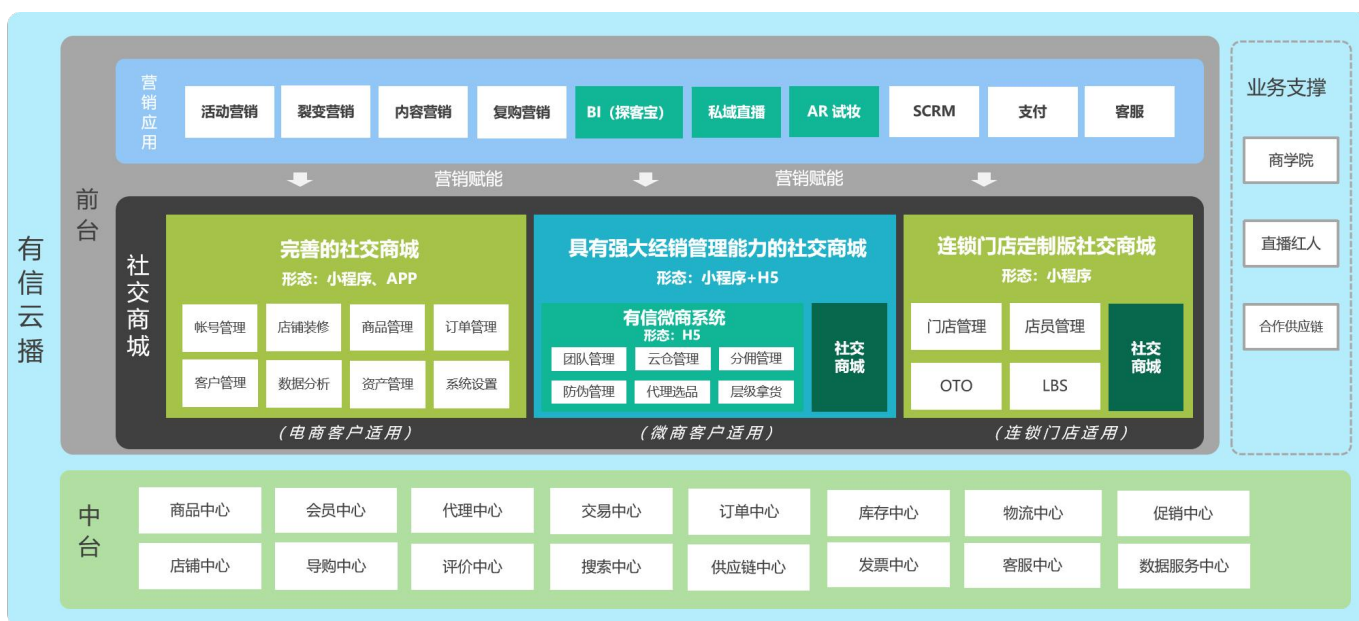 有信云播
前台
营销应用
活动营销
裂变营销
内容营销
复购营销
BI（探客宝）
私域直播
AR 试妆
SCRM
支付
客服
营销赋能
营销赋能
社交商城
完善的社交商城
形态：小程序、APP
帐号管理
店铺装修
商品管理
订单管理
客户管理
数据分析
资产管理
系统设置
（电商客户适用）
具有强大经销管理能力的社交商城
形态：小程序+H5
有信微商系统
形态：H5
团队管理
云仓管理
分佣管理
防伪管理
代理选品
层级拿货
社交
商城
（微商客户适用）
连锁门店定制版社交商城
形态：小程序
门店管理
店员管理
OTO
LBS
社交
商城
（连锁门店适用）
业务支撑
商学院
直播红人
合作供应链
中台
商品中心
会员中心
代理中心
交易中心
订单中心
库存中心
物流中心
促销中心
店铺中心
导购中心
评价中心
搜索中心
供应链中心
发票中心
客服中心
数据服务中心